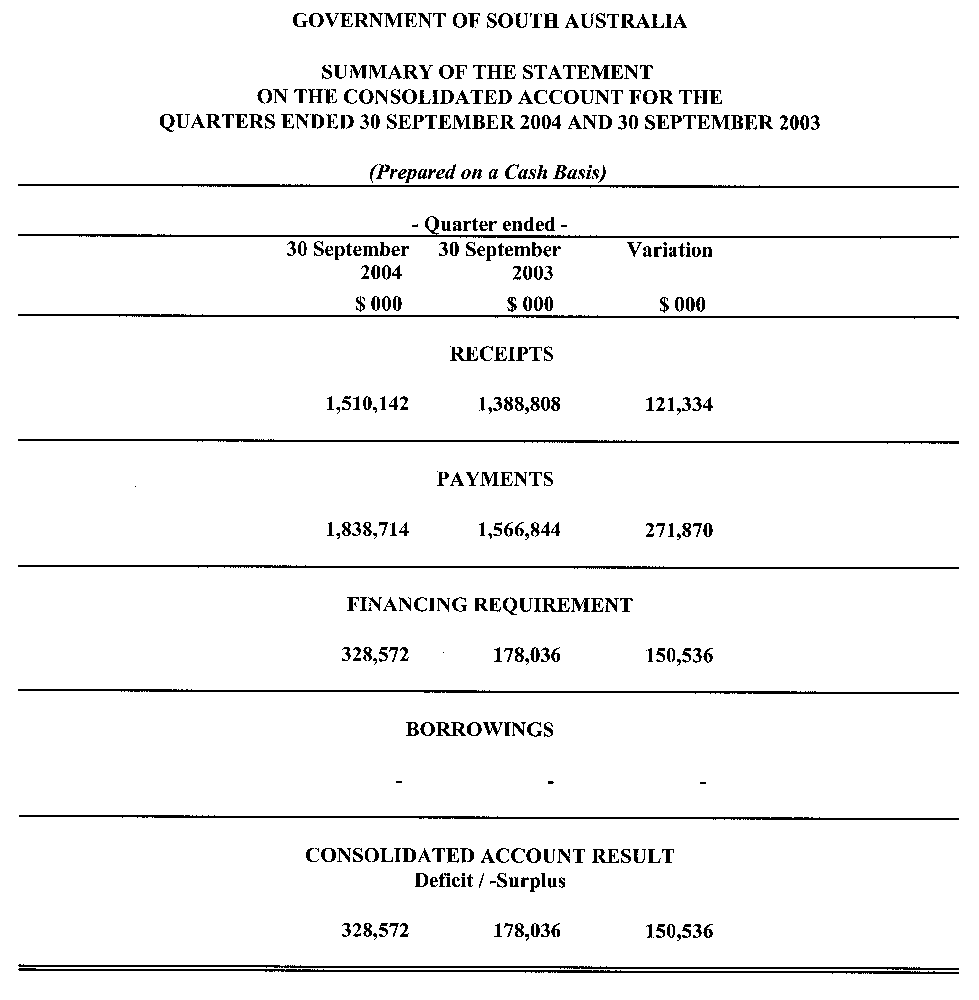 GOVERNMENT OF SOUTH AUSTRALIA
SUMMARY OF THE STATEMENT
ON THE CONSOLIDATED ACCOUNT FOR THE
QUARTERS ENDED 30 SEPTEMBER 2004 AND 30 SEPTEMBER 2003
(Prepared on a Cash Basis)
- Quarter ended -
30 September 30 September Variation
2004 2003
$ 000 $ 000 $ 000
RECEIPTS
1,510,142 1,388,808 121,334
PAYMENTS
1,838,714 1,566,844 271,870
FINANCING REQUIREMENT
328,572 178,036 150,536
BORROWINGS
- - -
CONSOLIDATED ACCOUNT RESULT
Deficit / -Surplus
328,572 178,036 150,536